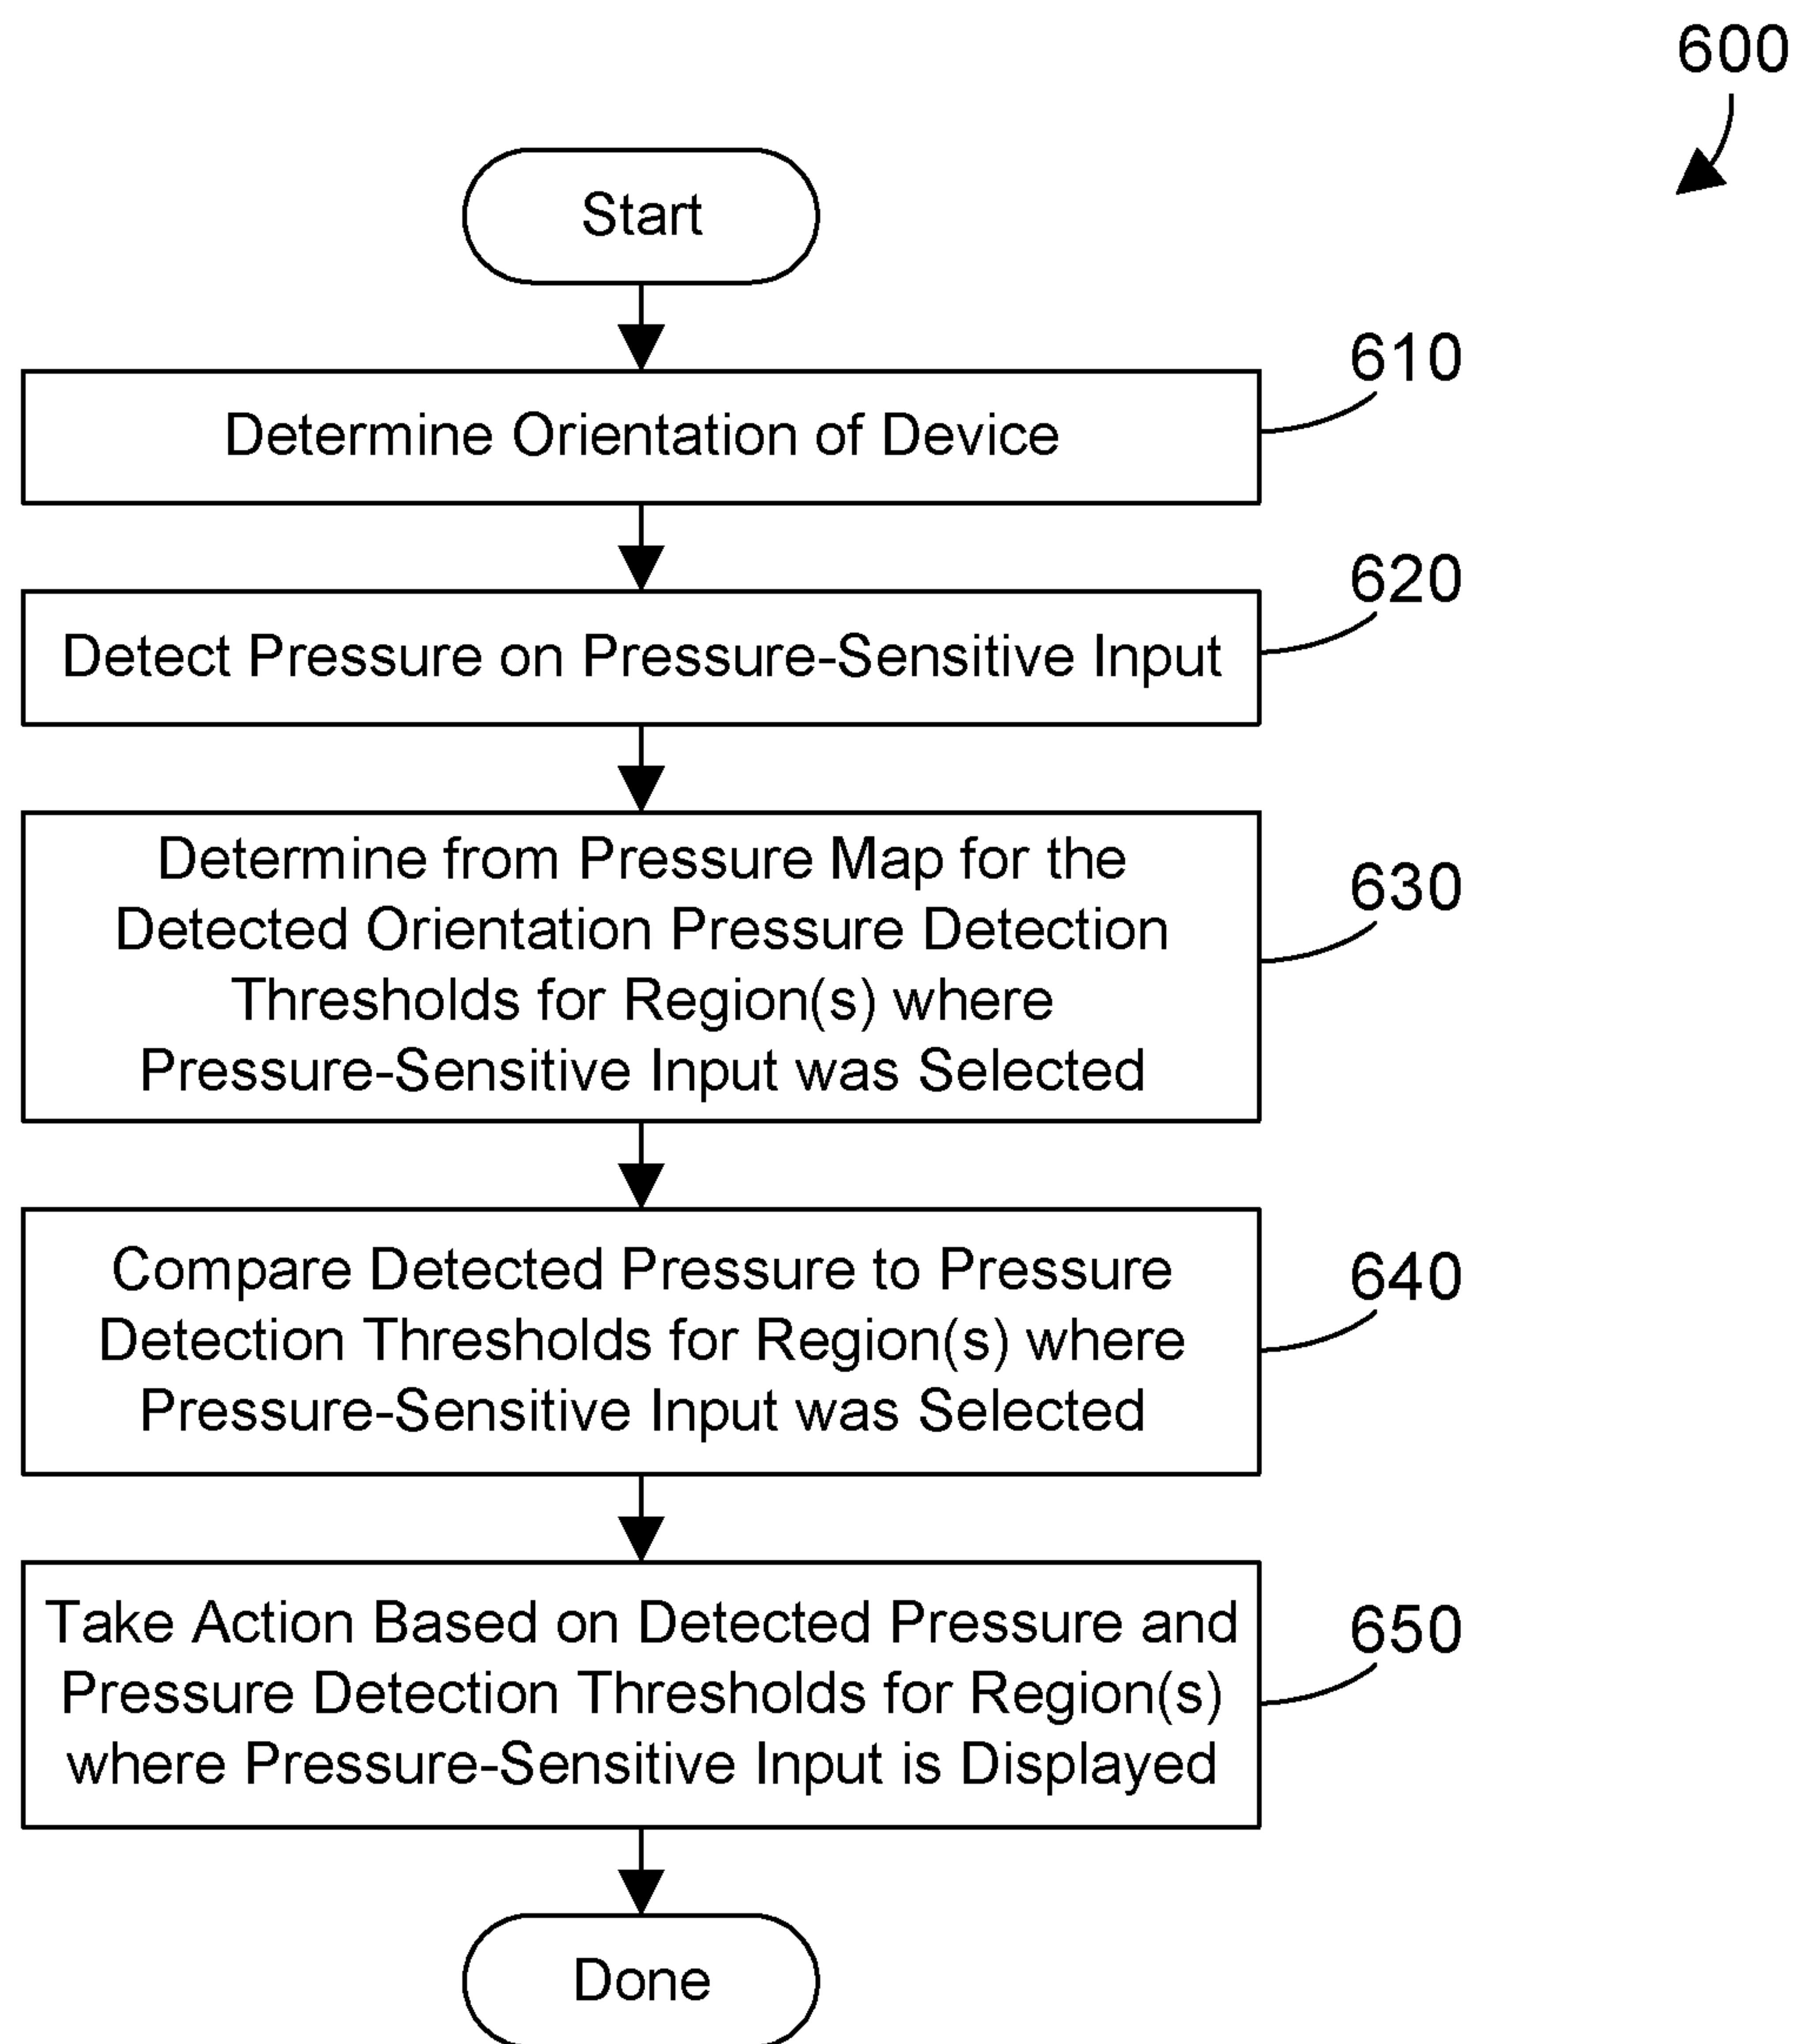 600
Start
610
Determine Orientation of Device
620
Detect Pressure on Pressure-Sensitive Input
630
Determine from Pressure Map for the
Detected Orientation Pressure Detection
Thresholds for Region(s) where
Pressure-Sensitive Input was Selected
640
Compare Detected Pressure to Pressure
Detection Thresholds for Region(s) where
Pressure-Sensitive Input was Selected
650
Take Action Based on Detected Pressure and
Pressure Detection Thresholds for Region(s)
where Pressure-Sensitive Input is Displayed
Done